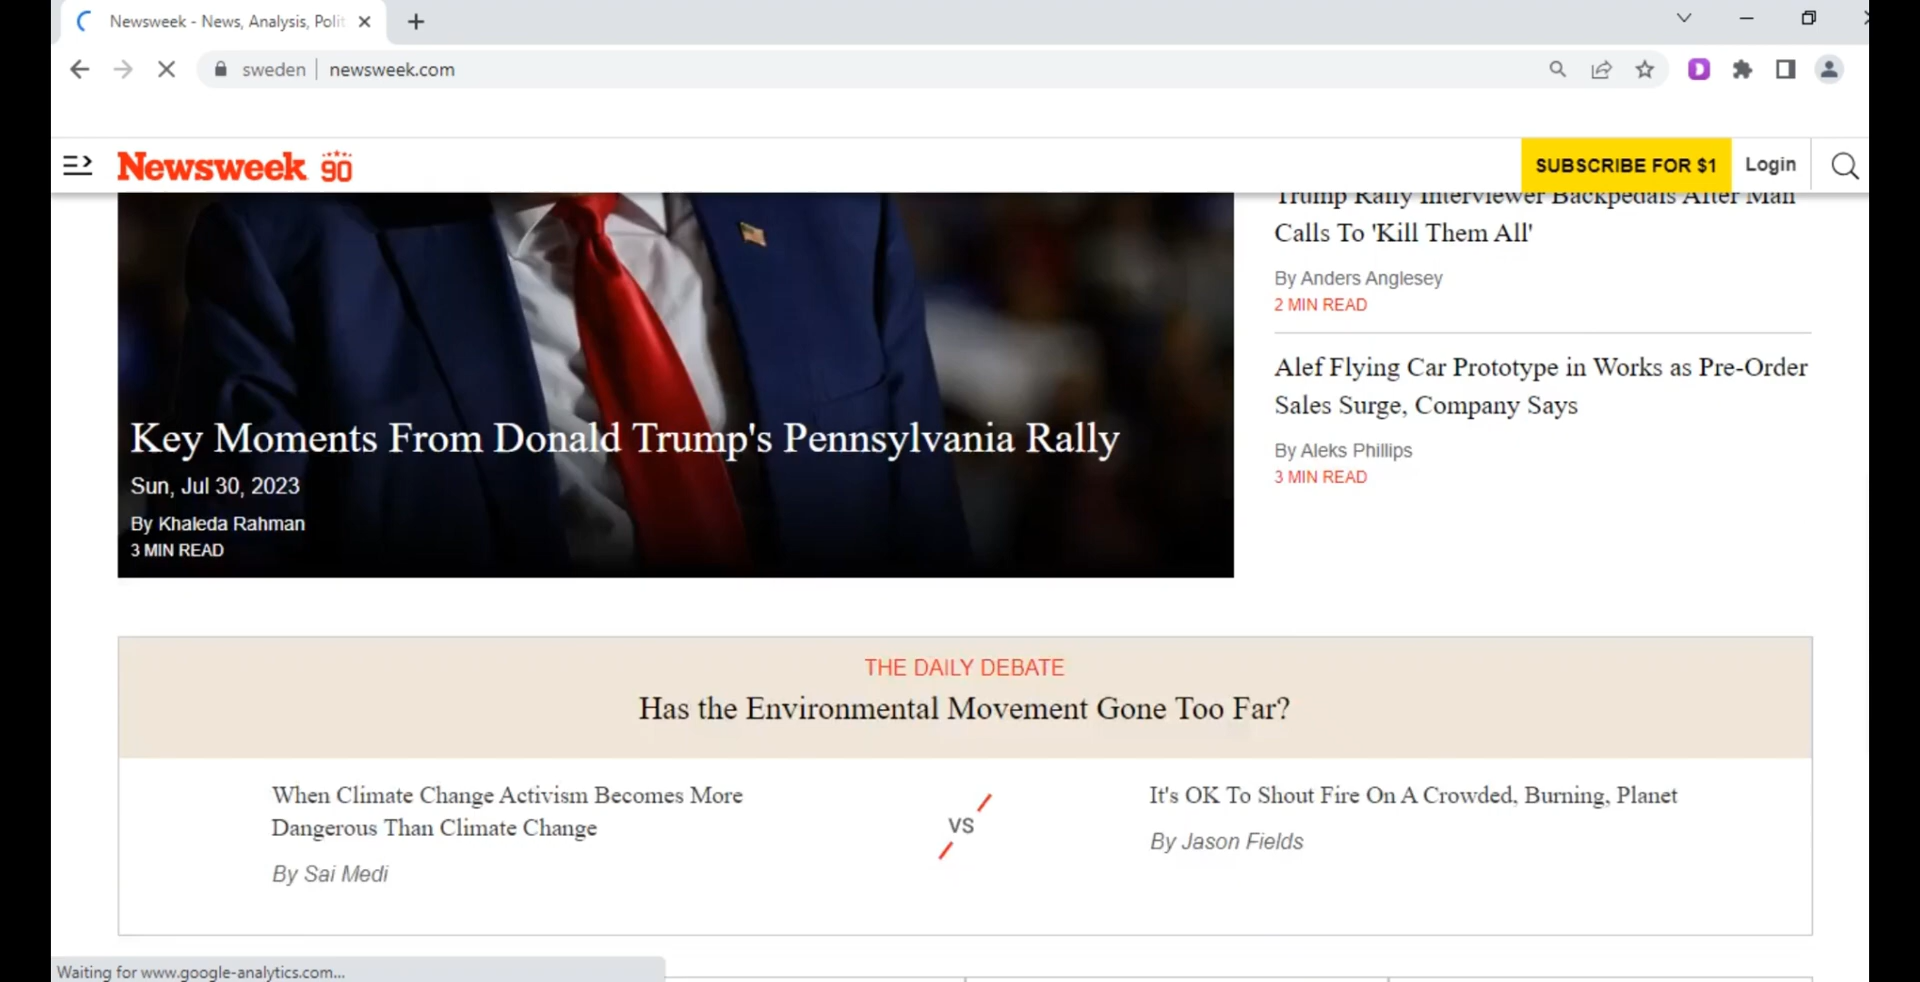 Newsweek - News, Analysis, Polit
sweden | newsweek.com
Newsweek 90
SUBSCRIBE FOR $1
Login
Trump Rally Interviewer Backpedals After Man
Calls To 'Kill Them All'
By Anders Anglesey
2 MIN READ
Alef Flying Car Prototype in Works as Pre-Order
Sales Surge, Company Says
By Aleks Phillips
3 MIN READ
Key Moments From Donald Trump's Pennsylvania Rally
Sun, Jul 30, 2023
By Khaleda Rahman
3 MIN READ
THE DAILY DEBATE
Has the Environmental Movement Gone Too Far?
When Climate Change Activism Becomes More
Dangerous Than Climate Change
By Sai Medi
VS
It's OK To Shout Fire On A Crowded, Burning, Planet
By Jason Fields
Waiting for www.google-analytics.com...